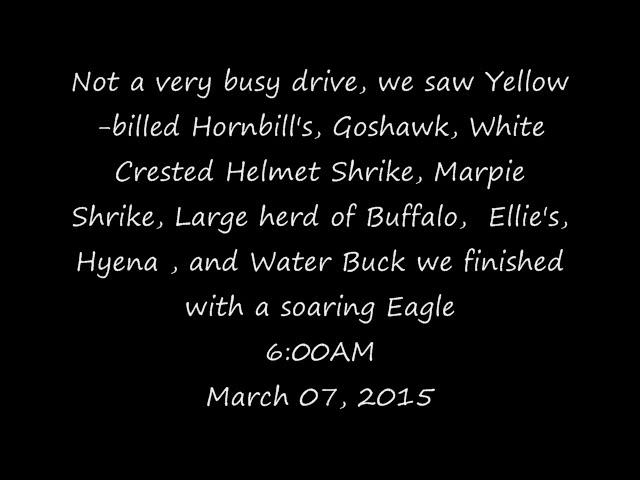 Not a very busy drive, we saw Yellow
-billed Hornbill's, Goshawk, White
Crested Helmet Shrike, Marpie
Shrike, Large herd of Buffalo,  Ellie's,
Hyena , and Water Buck we finished
with a soaring Eagle
6:00AM
March 07, 2015